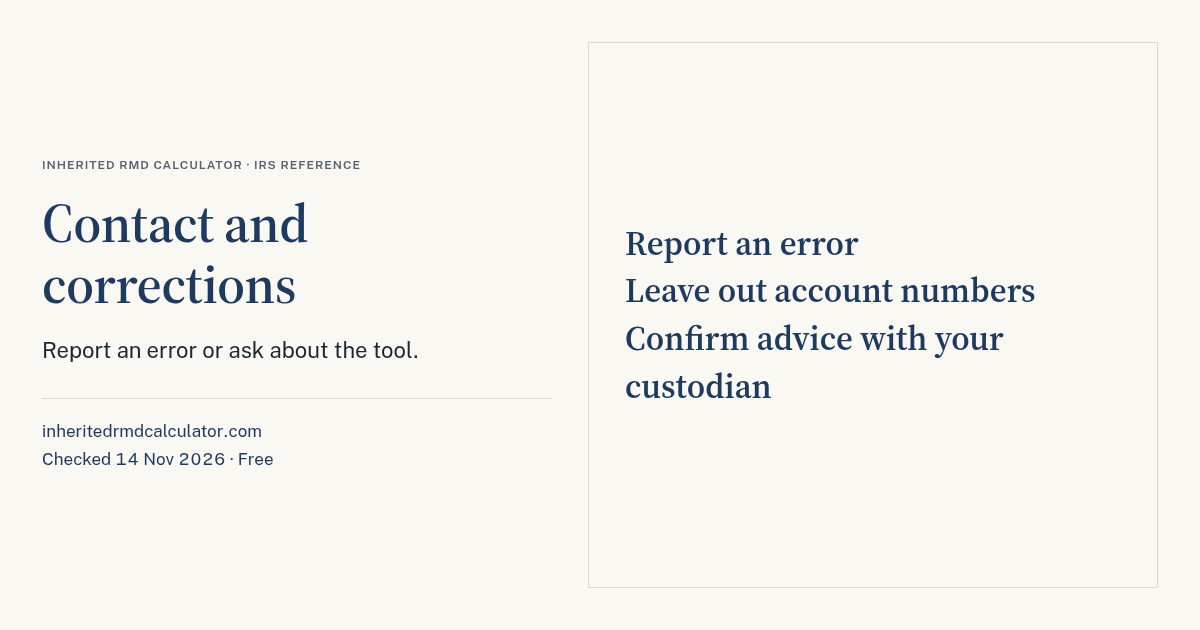 INHERITED RMD CALCULATOR · IRS REFERENCE
Contact and
corrections
Report an error or ask about the tool.
inheritedrmdcalculator.com
Checked 14 Nov 2026 · Free
Report an error
Leave out account numbers
Confirm advice with your
custodian